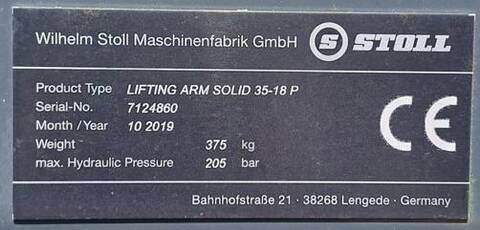 Wilhelm Stoll Maschinenfabrik GmbH S STOLL
Product Type LIFTING ARM SOLID 35-18 P
Serial-No. 7124860
Month / Year 10 2019
Weight 375 kg
max. Hydraulic Pressure 205 bar
CE
Bahnhofstraße 21 · 38268 Lengede · Germany